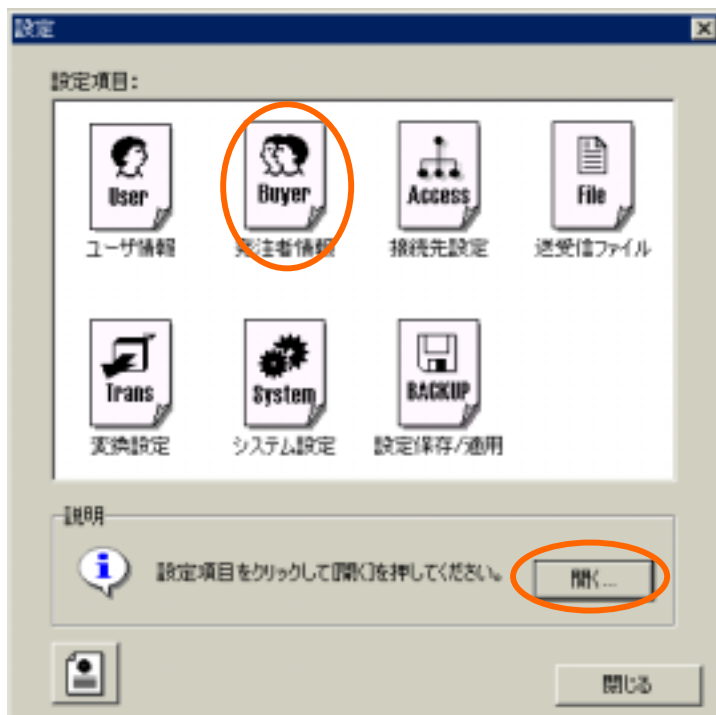 設定
設定項目:
User
Buyer
Access
File
ユーザ情報
発注者情報
接続先設定
送受信ファイル
Trans
System
BACKUP
変換設定
システム設定
設定保存/適用
説明
設定項目をクリックして[開く]を押してください。
開く...
閉じる